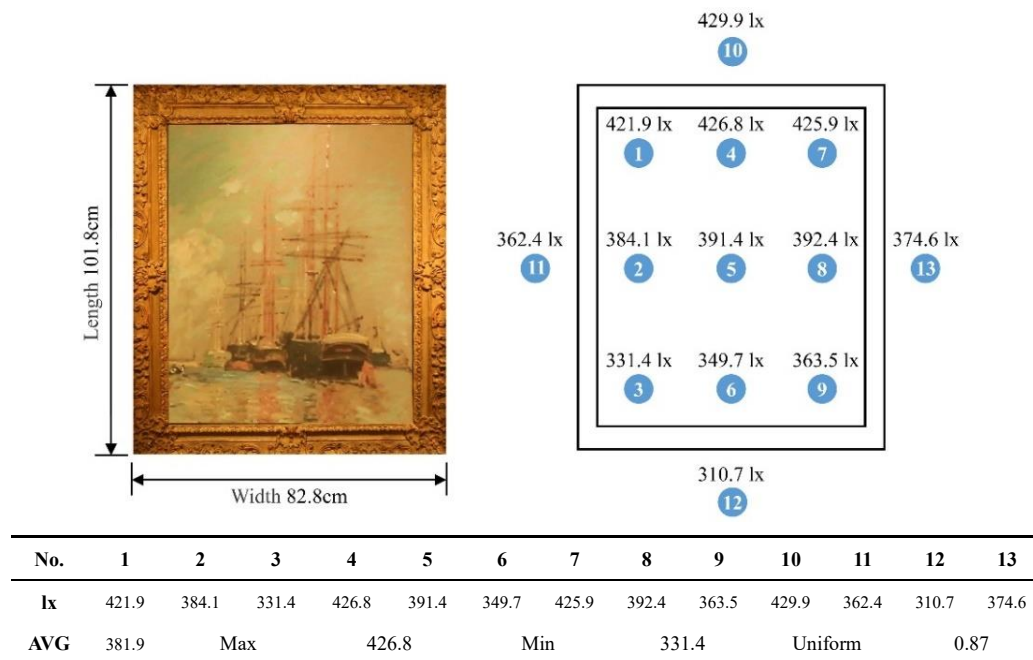 429.9 lx
10
421.9 lx 426.8 lx 425.9 lx
1 4 7
Length 101.8cm
362.4 lx 384.1 lx 391.4 lx 392.4 lx 374.6 lx
11 2 5 8 13
331.4 lx 349.7 lx 363.5 lx
3 6 9
310.7 lx
Width 82.8cm
12
No. 1 2 3 4 5 6 7 8 9 10 11 12 13
lx 421.9 384.1 331.4 426.8 391.4 349.7 425.9 392.4 363.5 429.9 362.4 310.7 374.6
AVG 381.9 Max 426.8 Min 331.4 Uniform 0.87